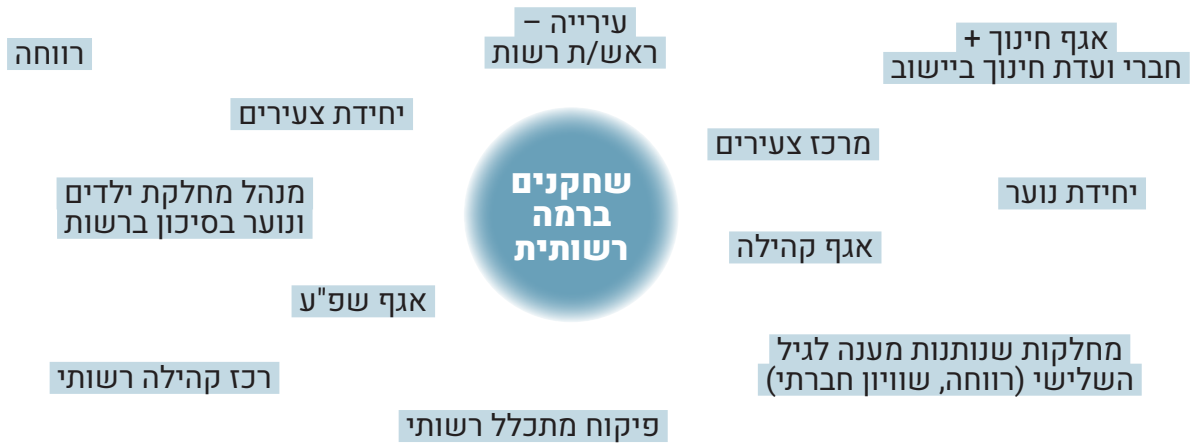 עירייה –
ראש/ת רשות
אגף חינוך +
חברי ועדת חינוך ביישוב
רווחה
יחידת צעירים
מרכז צעירים
שחקנים
ברמה
רשותית
מנהל מחלקת ילדים
ונוער בסיכון ברשות
יחידת נוער
אגף קהילה
אגף שפ"ע
מחלקות שנותנות מענה לגיל
השלישי (רווחה, שוויון חברתי)
רכז קהילה רשותי
פיקוח מתכלל רשותי